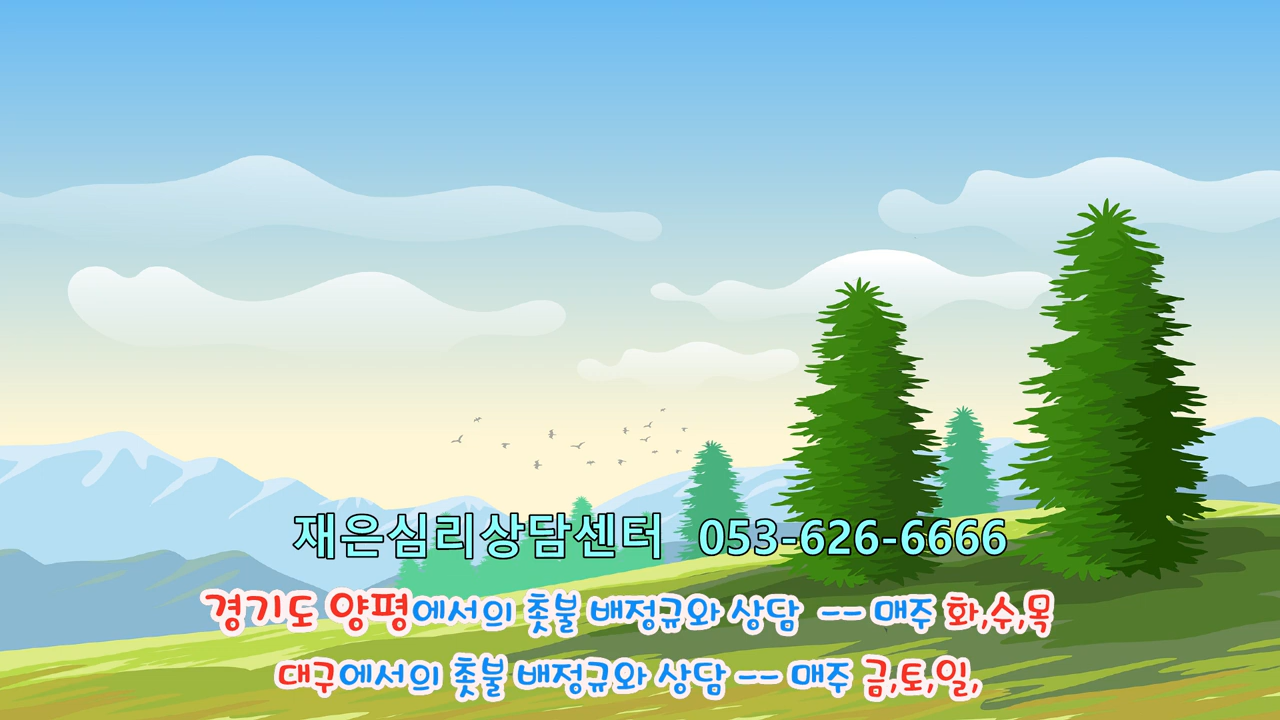 재은심리상담센터 053-626-6666
경기도 양평에서의 촛불 배정규와 상담 -- 매주 화,수,목
대구에서의 촛불 배정규와 상담 -- 매주 금,토,일,